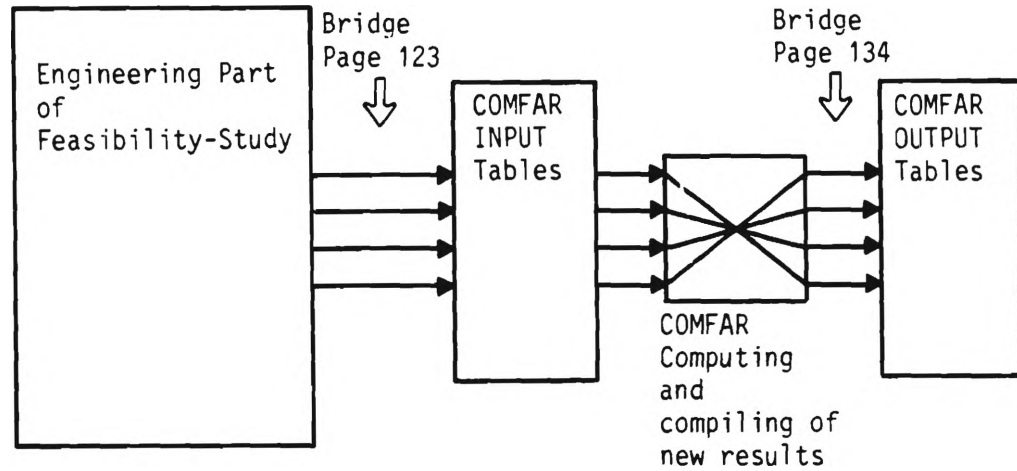 Engineering Part
of
Feasibility-Study
Bridge
Page 123
COMFAR
INPUT
Tables
COMFAR
Computing
and
compiling of
new results
Bridge
Page 134
COMFAR
OUTPUT
Tables